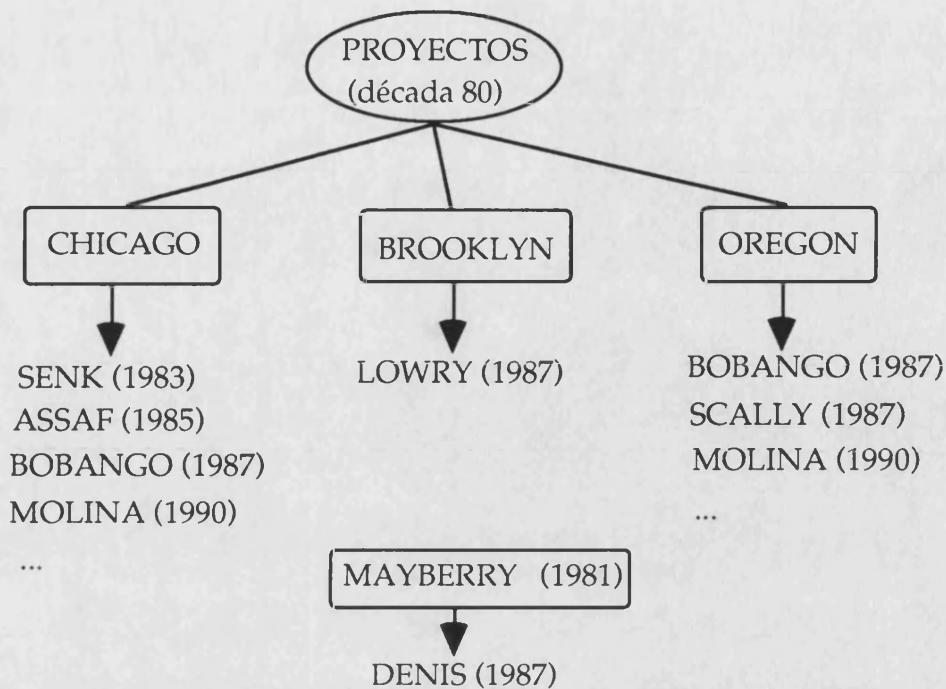 PROYECTOS
(década 80)
CHICAGO
BROOKLYN
OREGON
SENK (1983)
ASSAF (1985)
BOBANGO (1987)
MOLINA (1990)
...
LOWRY (1987)
BOBANGO (1987)
SCALLY (1987)
MOLINA (1990)
...
MAYBERRY (1981)
DENIS (1987)